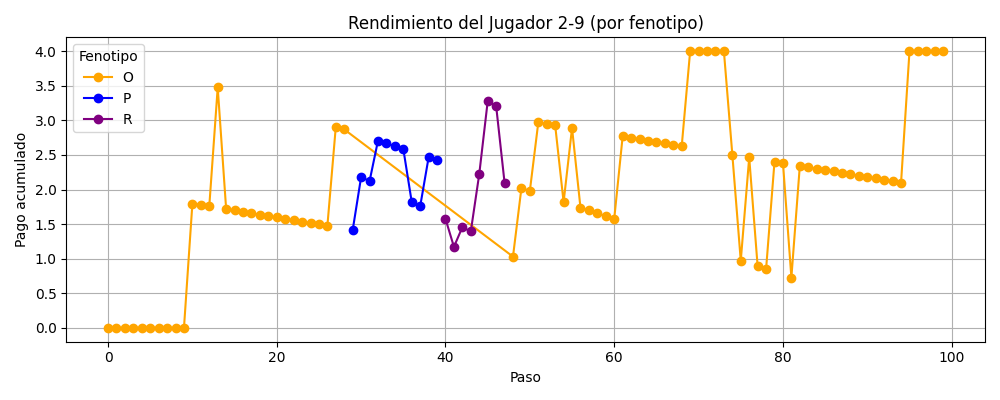 Rendimiento del Jugador 2-9 (por fenotipo)
Pago acumulado
4.0
3.5
3.0
2.5
2.0
1.5
1.0
0.5
0.0
Fenotipo
O
P
R
0
20
40
60
80
100
Paso